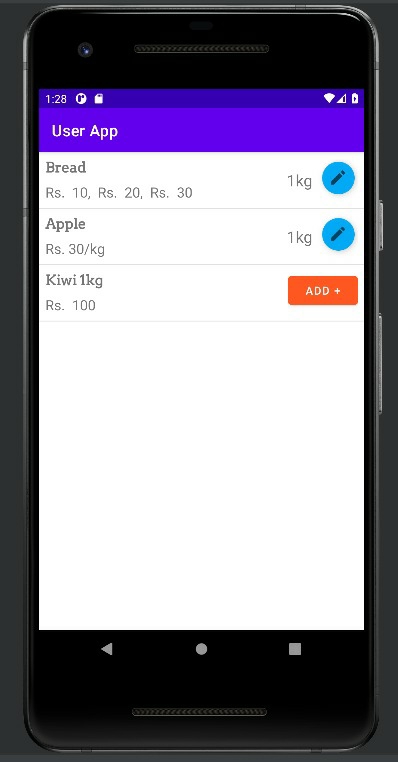 1:28
User App
Bread
1kg
Rs. 10, Rs. 20, Rs. 30
Apple
1kg
Rs. 30/kg
Kiwi 1kg
ADD +
Rs. 100